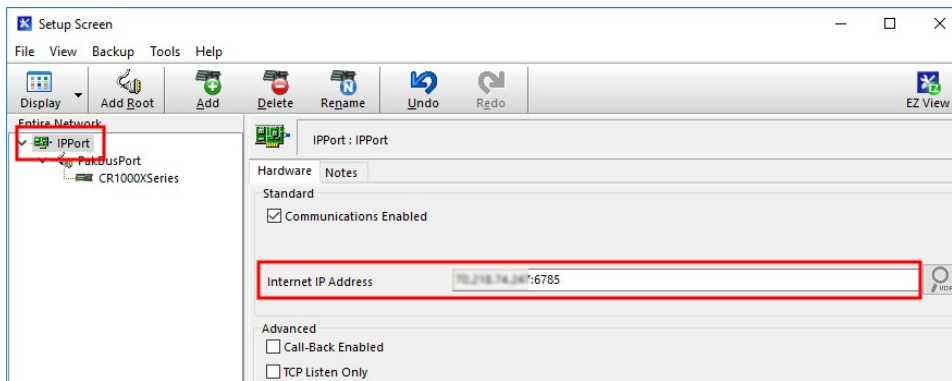 Setup Screen
File View Backup Tools Help
Display Add Root Add Delete Rename Undo Redo EZ View
Entire Network
IPPort
PakBusPort
CR1000XSeries
IPPort : IPPort
Hardware Notes
Standard
Communications Enabled
Internet IP Address :6785
Advanced
Call-Back Enabled
TCP Listen Only